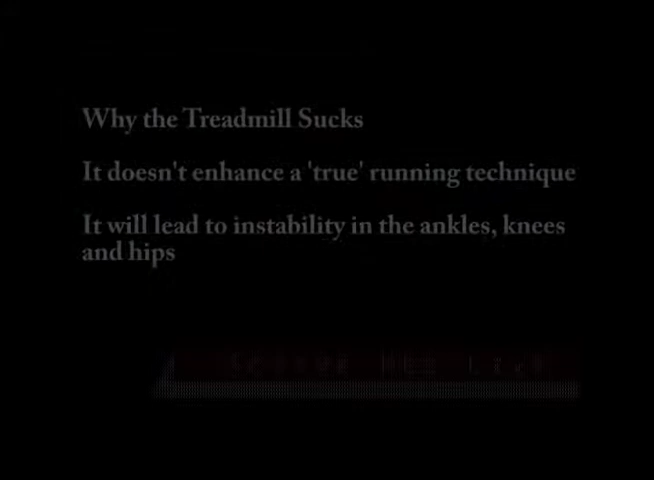 Why the Treadmill Sucks
It doesn't enhance a 'true' running technique
It will lead to instability in the ankles, knees
and hips